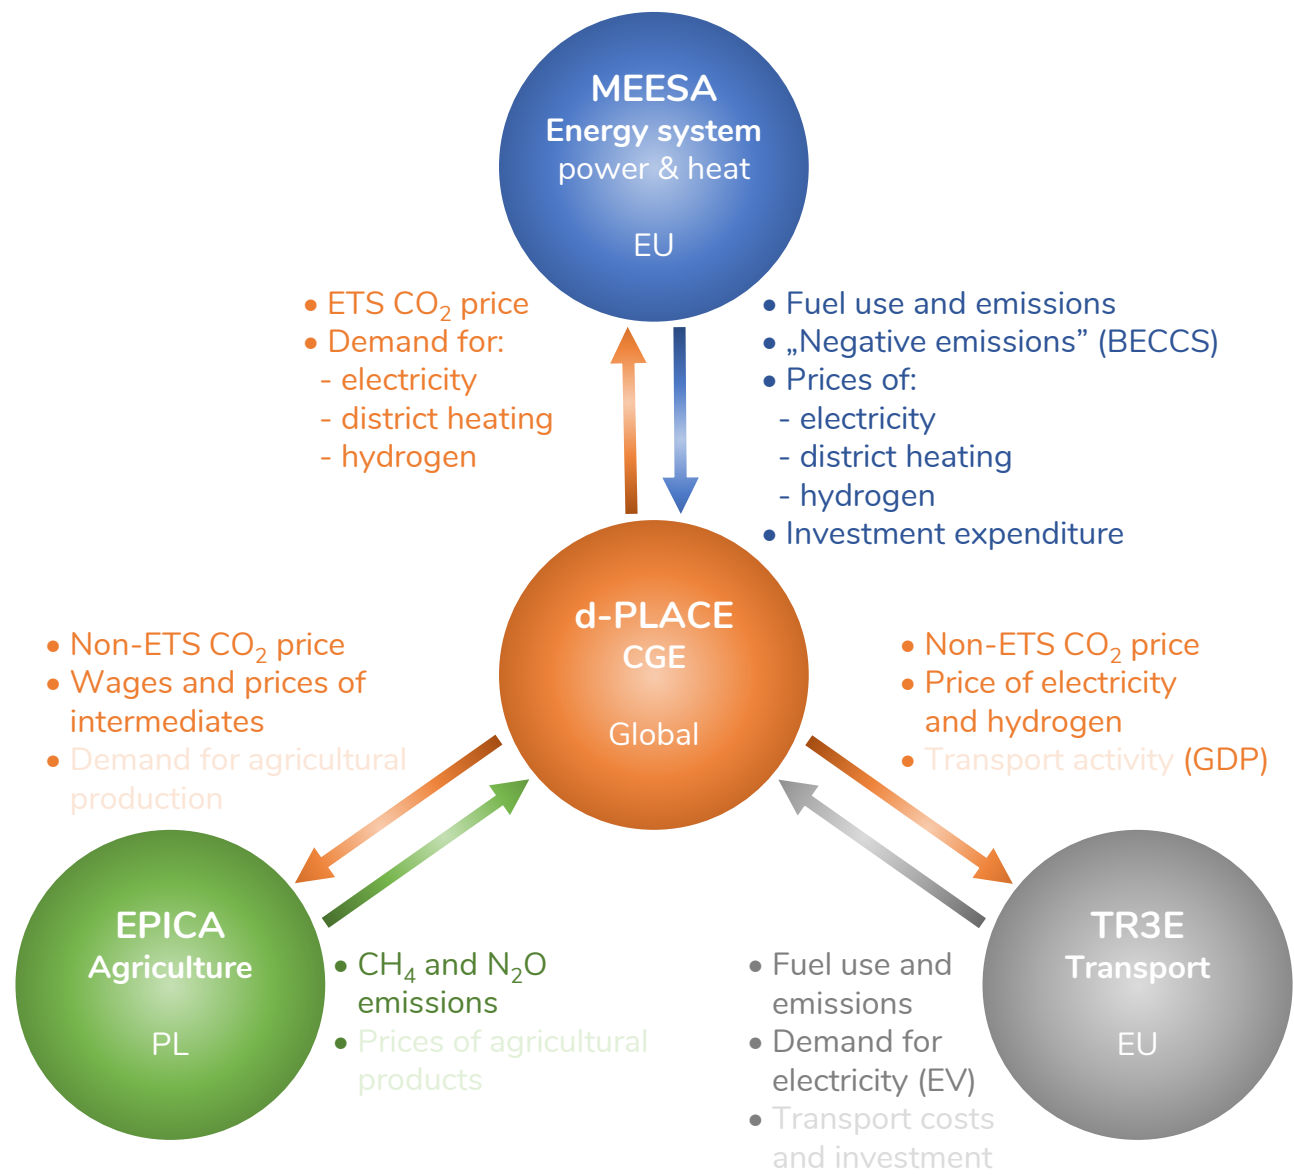 MEESA
Energy system
power & heat
EU
• ETS CO₂ price
• Demand for:
- electricity
- district heating
- hydrogen
• Fuel use and emissions
• „Negative emissions” (BECCS)
• Prices of:
- electricity
- district heating
- hydrogen
• Investment expenditure
d-PLACE
CGE
Global
• Non-ETS CO₂ price
• Wages and prices of
intermediates
• Demand for agricultural
production
• Non-ETS CO₂ price
• Price of electricity
and hydrogen
• Transport activity (GDP)
EPICA
Agriculture
PL
• CH₄ and N₂O
emissions
• Prices of agricultural
products
• Fuel use and
emissions
• Demand for
electricity (EV)
• Transport costs
and investment
TR3E
Transport
EU